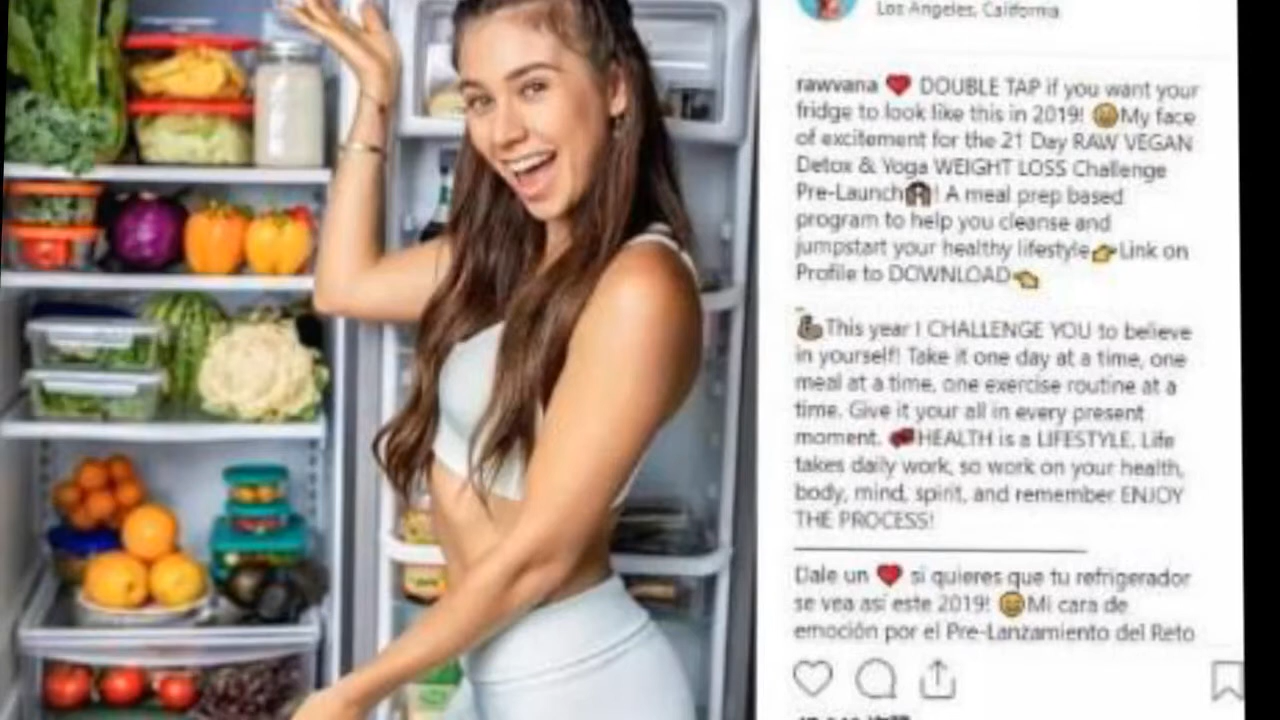 Los Angeles, California
rawvana ❤️ DOUBLE TAP if you want your
fridge to look like this in 2019! 😀My face
of excitement for the 21 Day RAW VEGAN
Detox & Yoga WEIGHT LOSS Challenge
Pre-Launch! A meal prep based
program to help you cleanse and
jumpstart your healthy lifestyle👉Link on
Profile to DOWNLOAD👈
💪This year I CHALLENGE YOU to believe
in yourself! Take it one day at a time, one
meal at a time, one exercise routine at a
time. Give it your all in every present
moment. HEALTH is a LIFESTYLE. Life
takes daily work, so work on your health,
body, mind, spirit, and remember ENJOY
THE PROCESS!
Dale un ❤️ si quieres que tu refrigerador
se vea así este 2019! 😀Mi cara de
emoción por el Pre-Lanzamiento del Reto